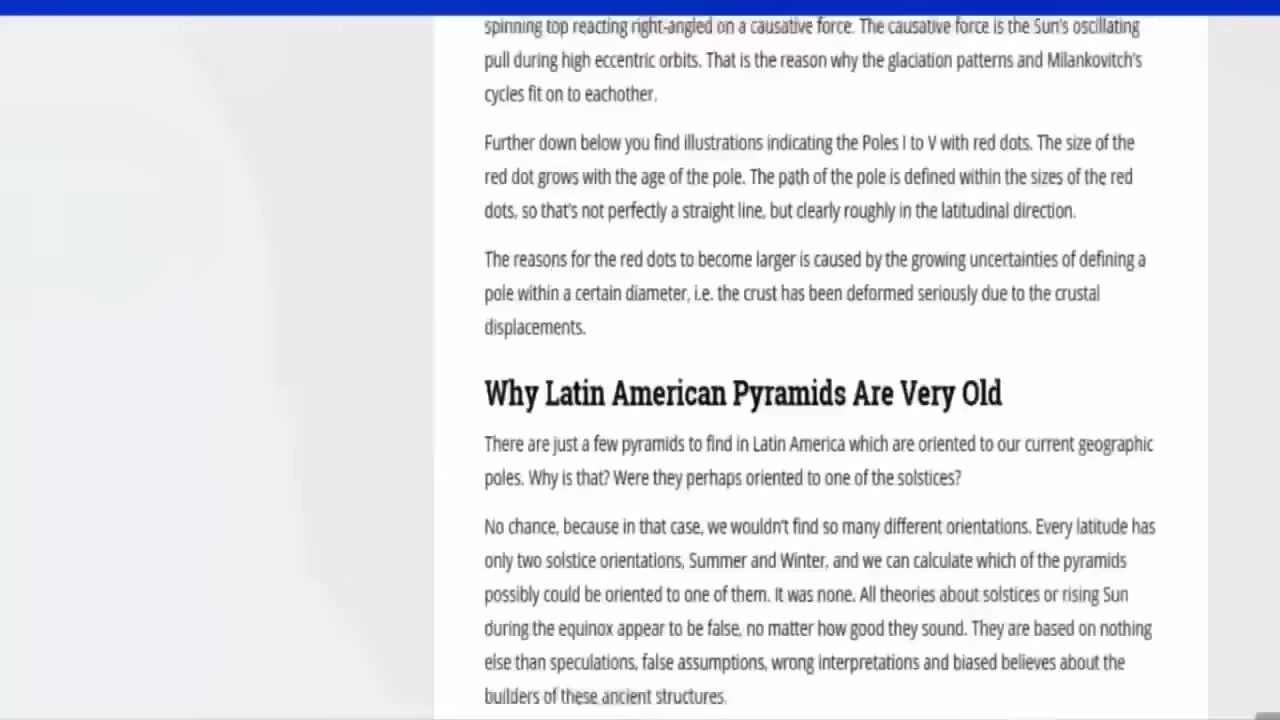 spinning top reacting right-angled on a causative force. The causative force is the Sun's oscillating
pull during high eccentric orbits. That is the reason why the glaciation patterns and Milankovitch's
cycles fit on to eachother.
Further down below you find illustrations indicating the Poles I to V with red dots. The size of the
red dot grows with the age of the pole. The path of the pole is defined within the sizes of the red
dots, so that's not perfectly a straight line, but clearly roughly in the latitudinal direction.
The reasons for the red dots to become larger is caused by the growing uncertainties of defining a
pole within a certain diameter, i.e. the crust has been deformed seriously due to the crustal
displacements.
Why Latin American Pyramids Are Very Old
There are just a few pyramids to find in Latin America which are oriented to our current geographic
poles. Why is that? Were they perhaps oriented to one of the solstices?
No chance, because in that case, we wouldn't find so many different orientations. Every latitude has
only two solstice orientations, Summer and Winter, and we can calculate which of the pyramids
possibly could be oriented to one of them. It was none. All theories about solstices or rising Sun
during the equinox appear to be false, no matter how good they sound. They are based on nothing
else than speculations, false assumptions, wrong interpretations and biased believes about the
builders of these ancient structures.